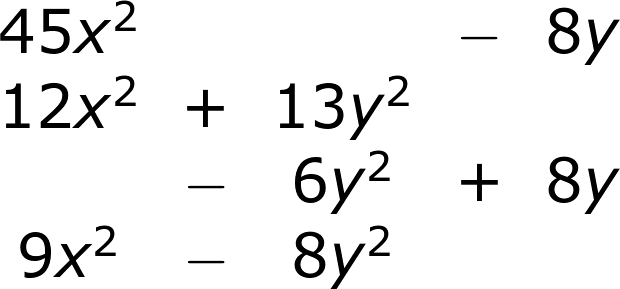 45x² − 8y
12x² + 13y²
− 6y² + 8y
9x² − 8y²